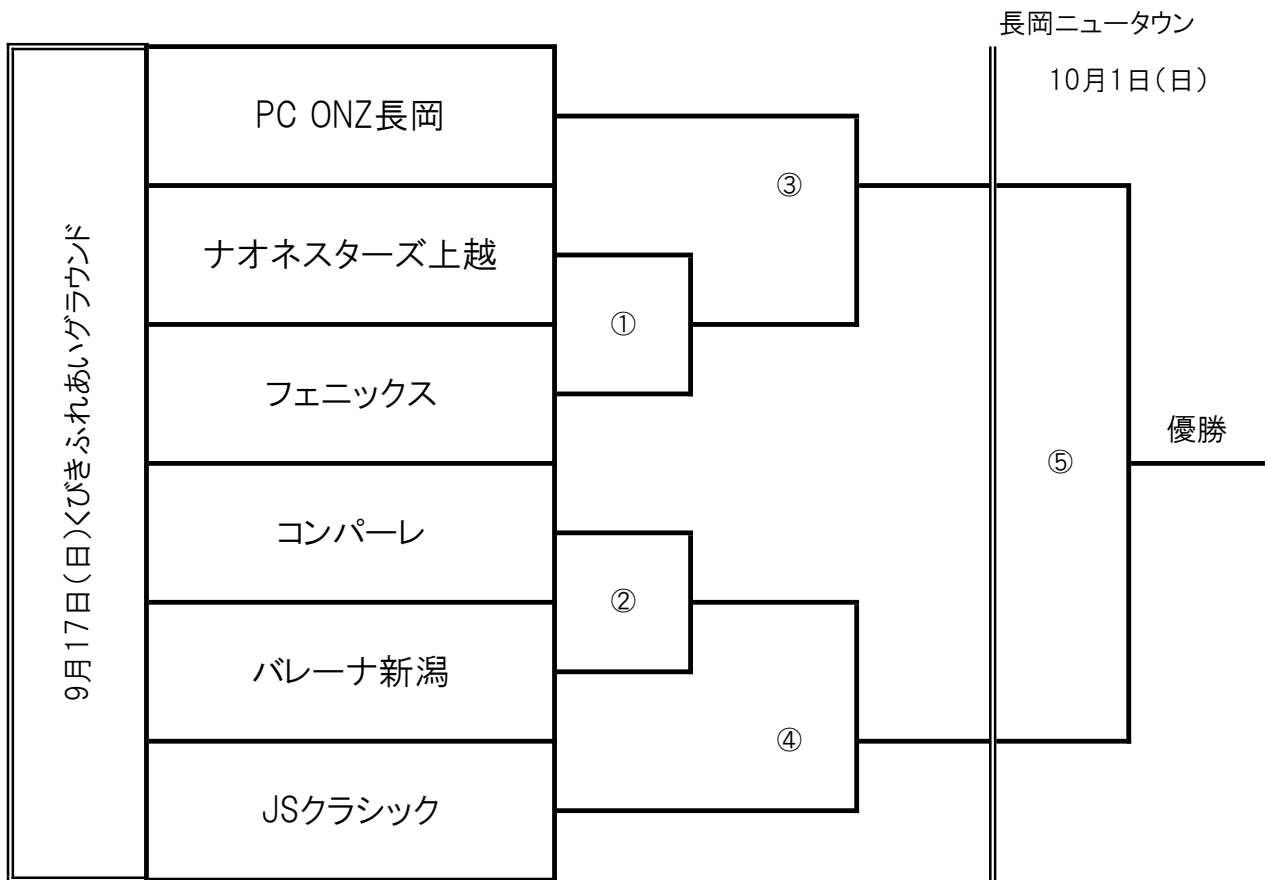 長岡ニュータウン
10月1日(日)
9月17日(日)くびきふれあいグラウンド
PC ONZ長岡
ナオネスターズ上越
フェニックス
コンパーレ
バレーナ新潟
JSクラシック
③
①
②
④
⑤
優勝